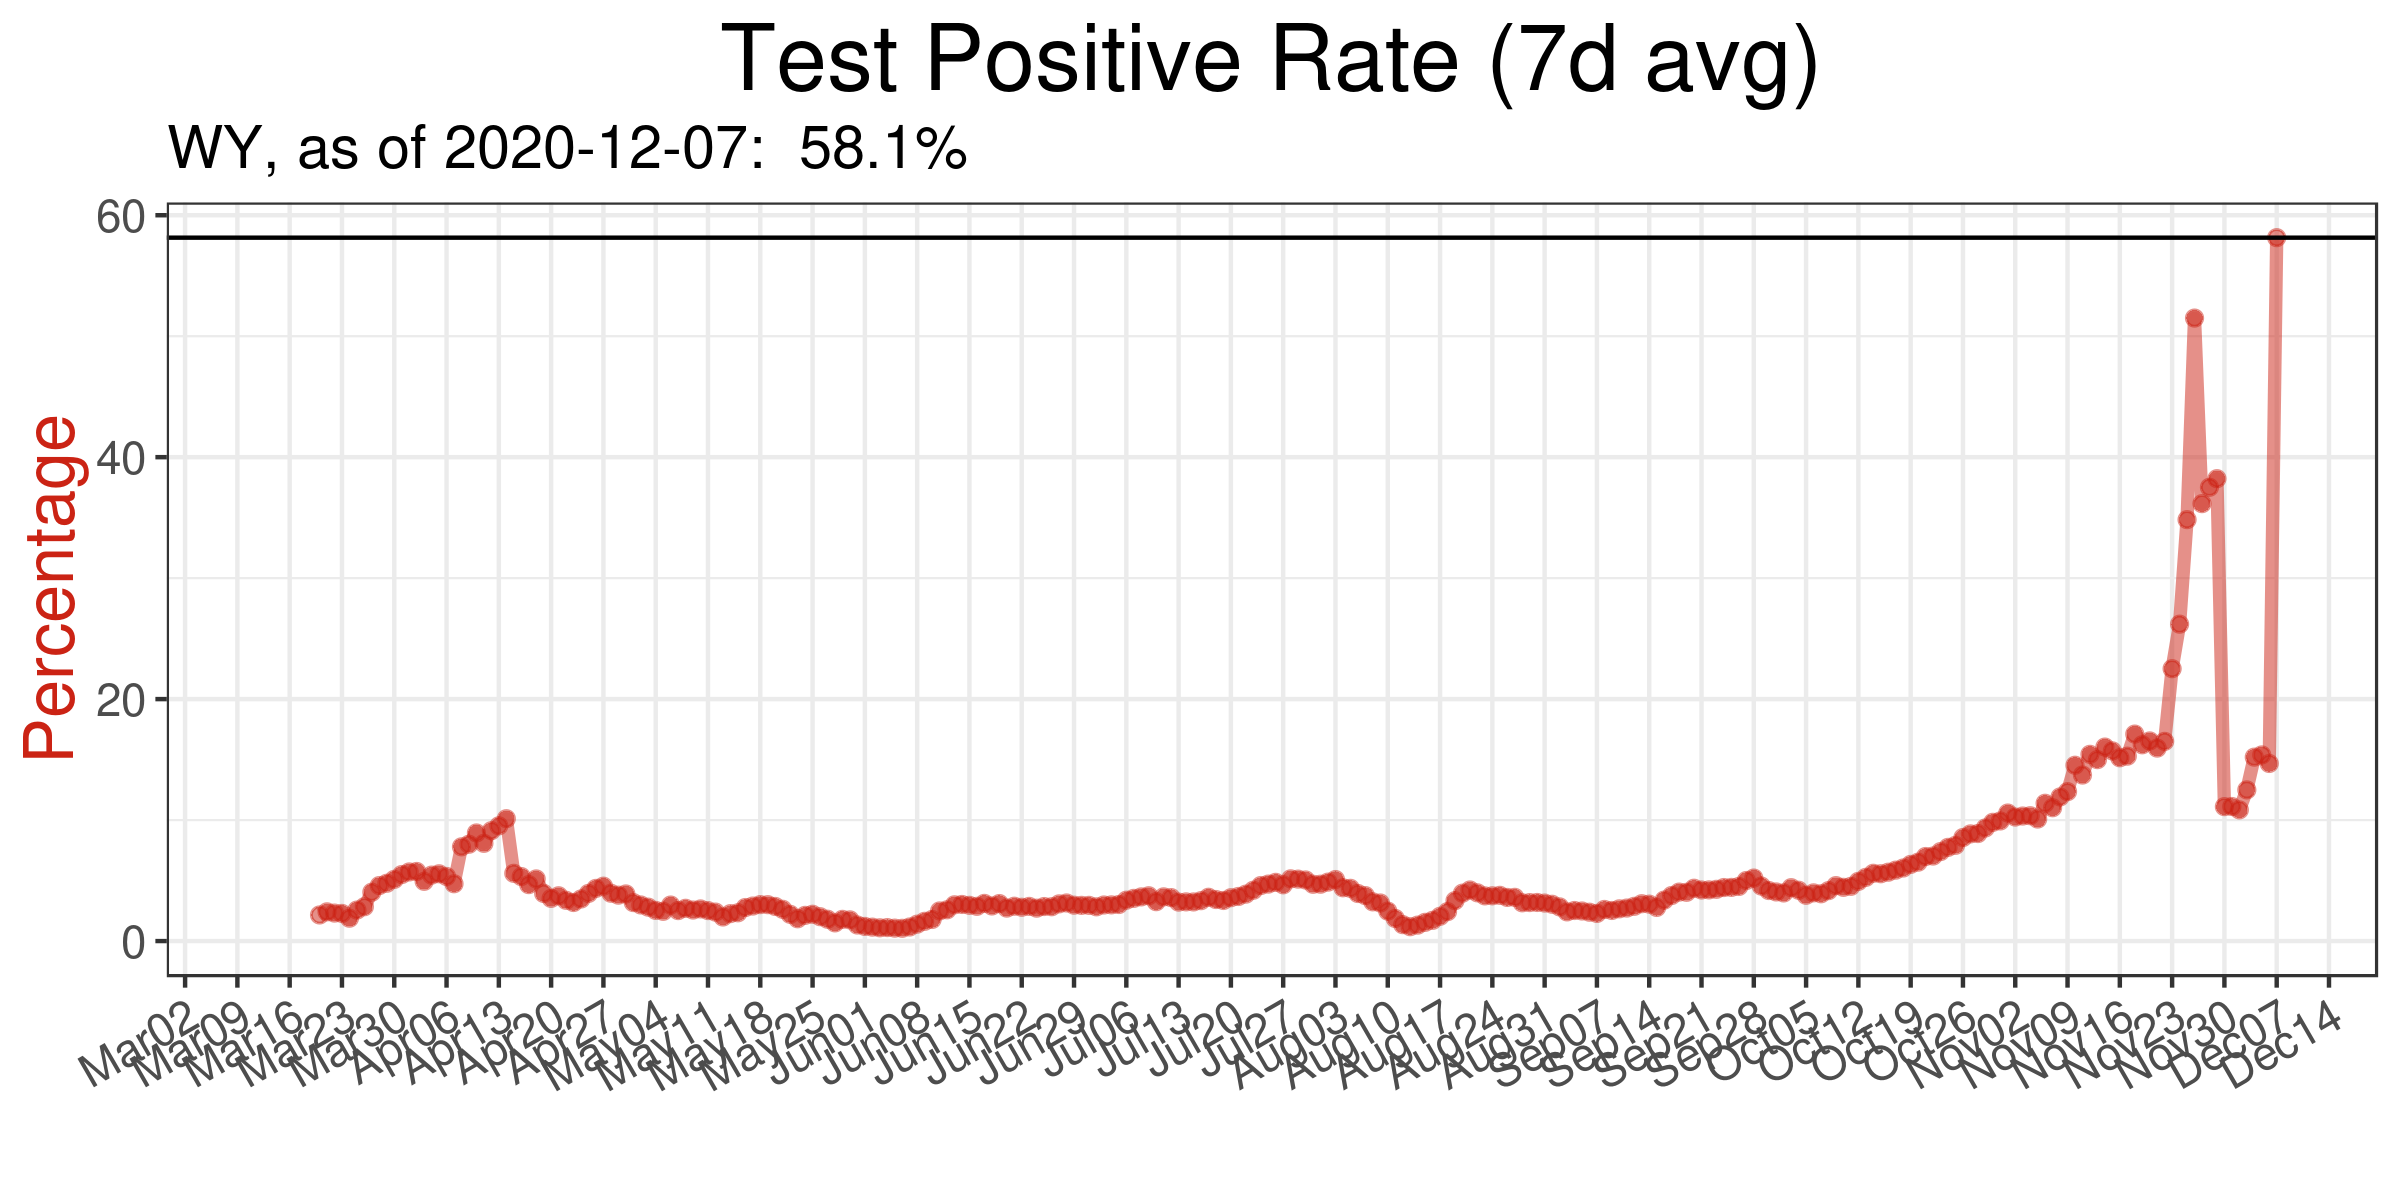 Test Positive Rate (7d avg)
WY, as of 2020-12-07:  58.1%
Percentage
60
40
20
0
Mar02
Mar09
Mar16
Mar23
Mar30
Apr06
Apr13
Apr20
Apr27
May04
May11
May18
May25
Jun01
Jun08
Jun15
Jun22
Jun29
Jul06
Jul13
Jul20
Jul27
Aug03
Aug10
Aug17
Aug24
Aug31
Sep07
Sep14
Sep21
Sep28
Oct05
Oct12
Oct19
Oct26
Nov02
Nov09
Nov16
Nov23
Nov30
Dec07
Dec14